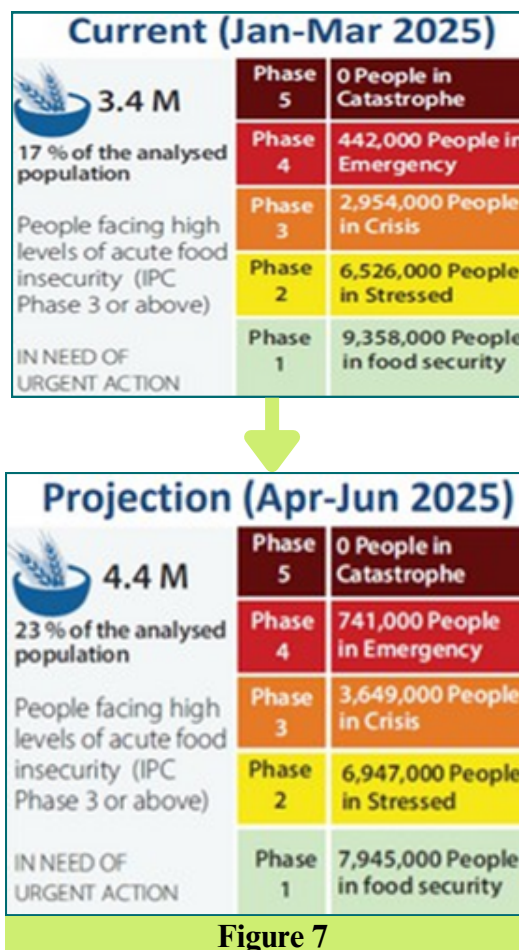 Current (Jan-Mar 2025)
3.4 M
17 % of the analysed
population
People facing high
levels of acute food
insecurity (IPC
Phase 3 or above)
IN NEED OF
URGENT ACTION
Phase
5
0 People in
Catastrophe
Phase
4
442,000 People in
Emergency
Phase
3
2,954,000 People
in Crisis
Phase
2
6,526,000 People
in Stressed
Phase
1
9,358,000 People
in food security
Projection (Apr-Jun 2025)
4.4 M
23 % of the analysed
population
People facing high
levels of acute food
insecurity (IPC
Phase 3 or above)
IN NEED OF
URGENT ACTION
Phase
5
0 People in
Catastrophe
Phase
4
741,000 People
in Emergency
Phase
3
3,649,000 People
in Crisis
Phase
2
6,947,000 People
in Stressed
Phase
1
7,945,000 People
in food security
Figure 7